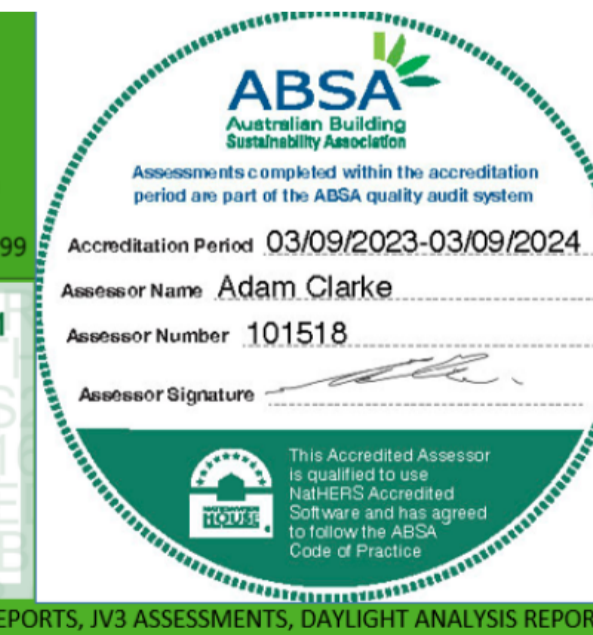 ABSA
Australian Building
Sustainability Association
Assessments completed within the accreditation
period are part of the ABSA quality audit system
99
Accreditation Period 03/09/2023-03/09/2024
Assessor Name Adam Clarke
Assessor Number 101518
Assessor Signature
This Accredited Assessor
is qualified to use
NatHERS Accredited
Software and has agreed
to follow the ABSA
Code of Practice
NATIONWIDE
HOUSE
EPORTS, JV3 ASSESSMENTS, DAYLIGHT ANALYSIS REPOR